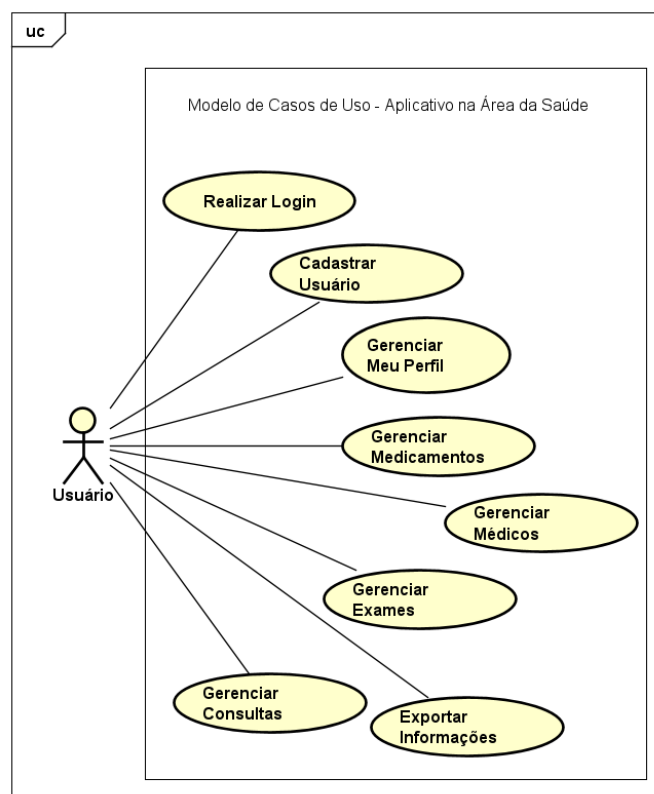 uc
Modelo de Casos de Uso - Aplicativo na Área da Saúde
Realizar Login
Cadastrar
Usuário
Gerenciar
Meu Perfil
Gerenciar
Medicamentos
Usuário
Gerenciar
Médicos
Gerenciar
Exames
Gerenciar
Consultas
Exportar
Informações